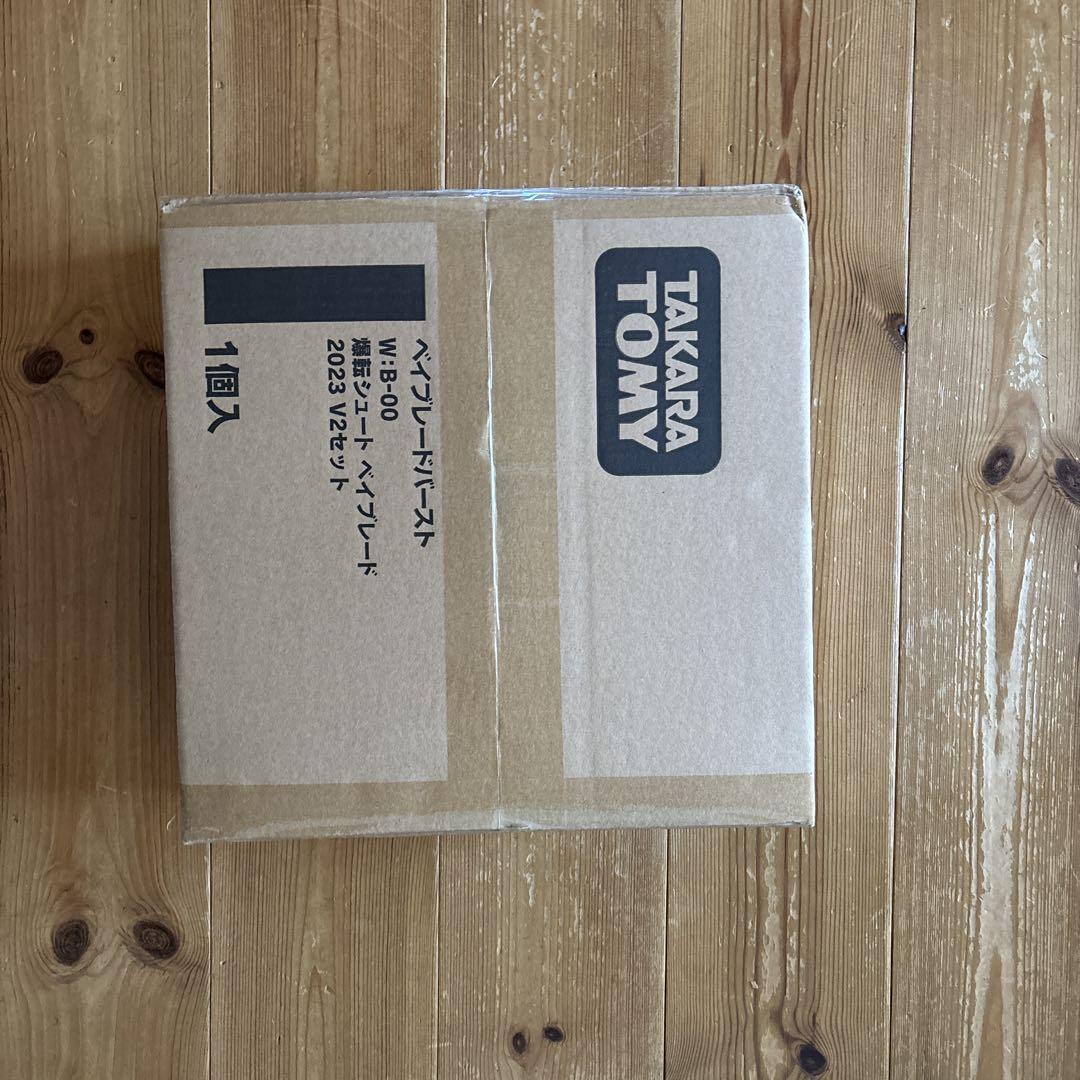 TAKARA
TOMY
ベイブレードバースト
W:B-00
爆転シュート ベイブレード
2023 V2セット
1個入